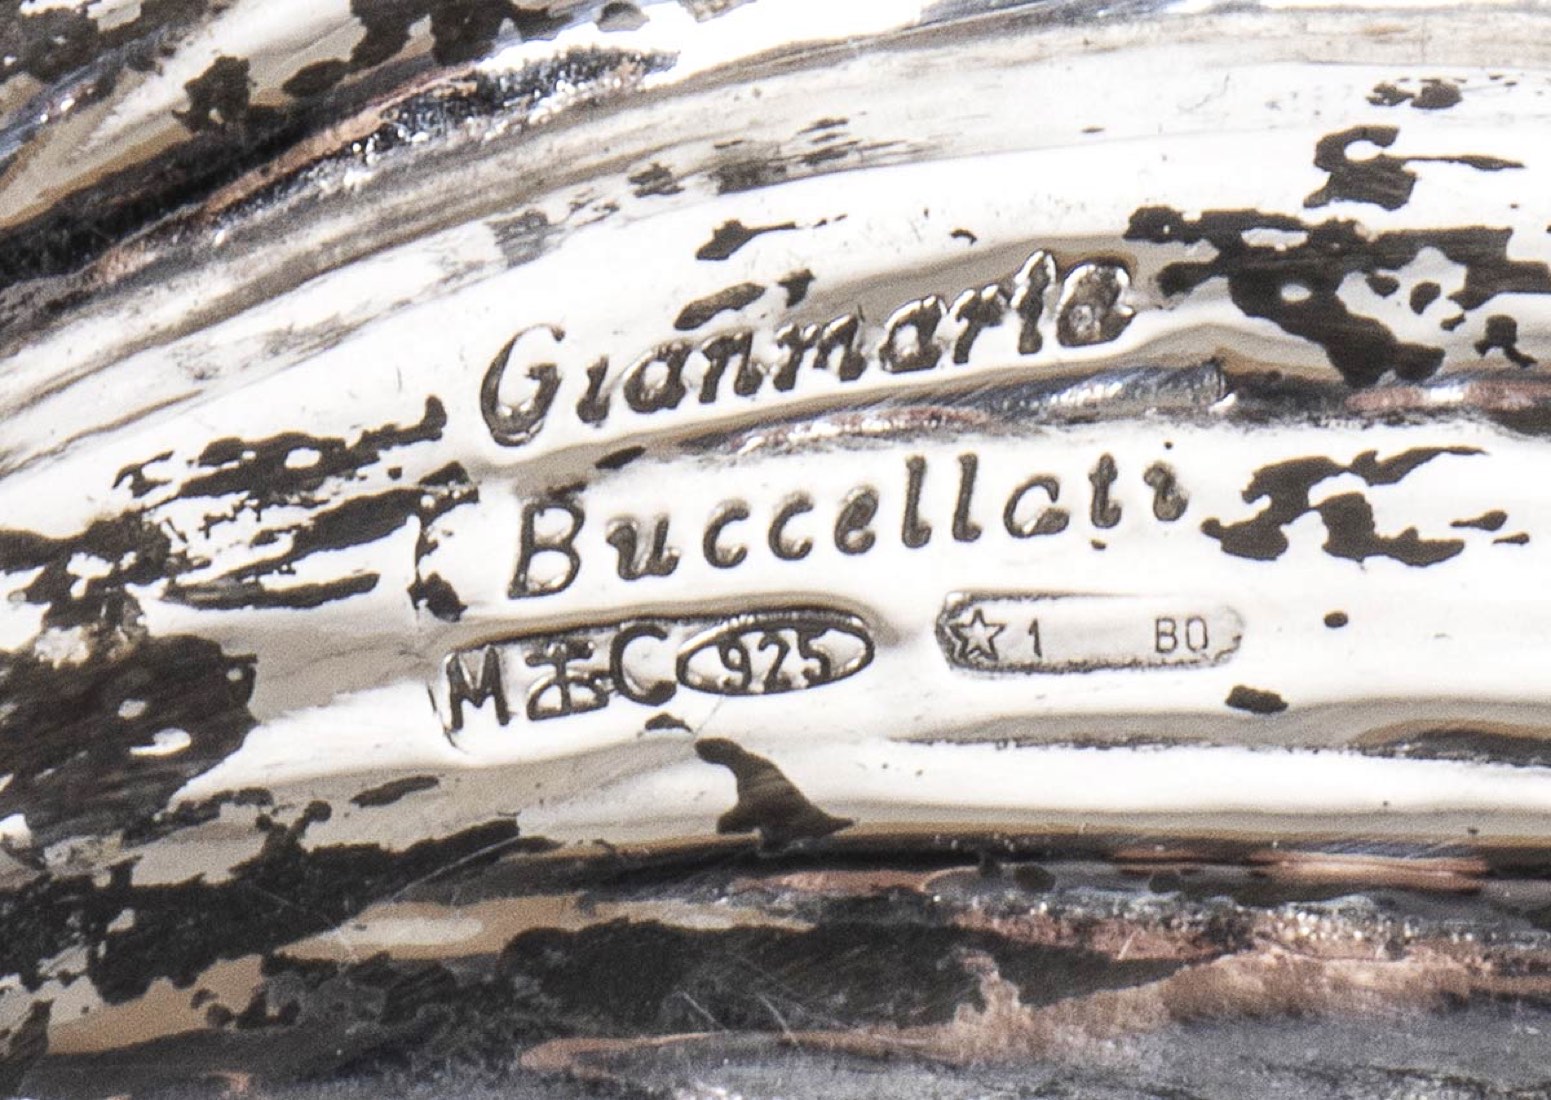 Gianmaria
Buccellati
M⚓C 925 ☆1 BO